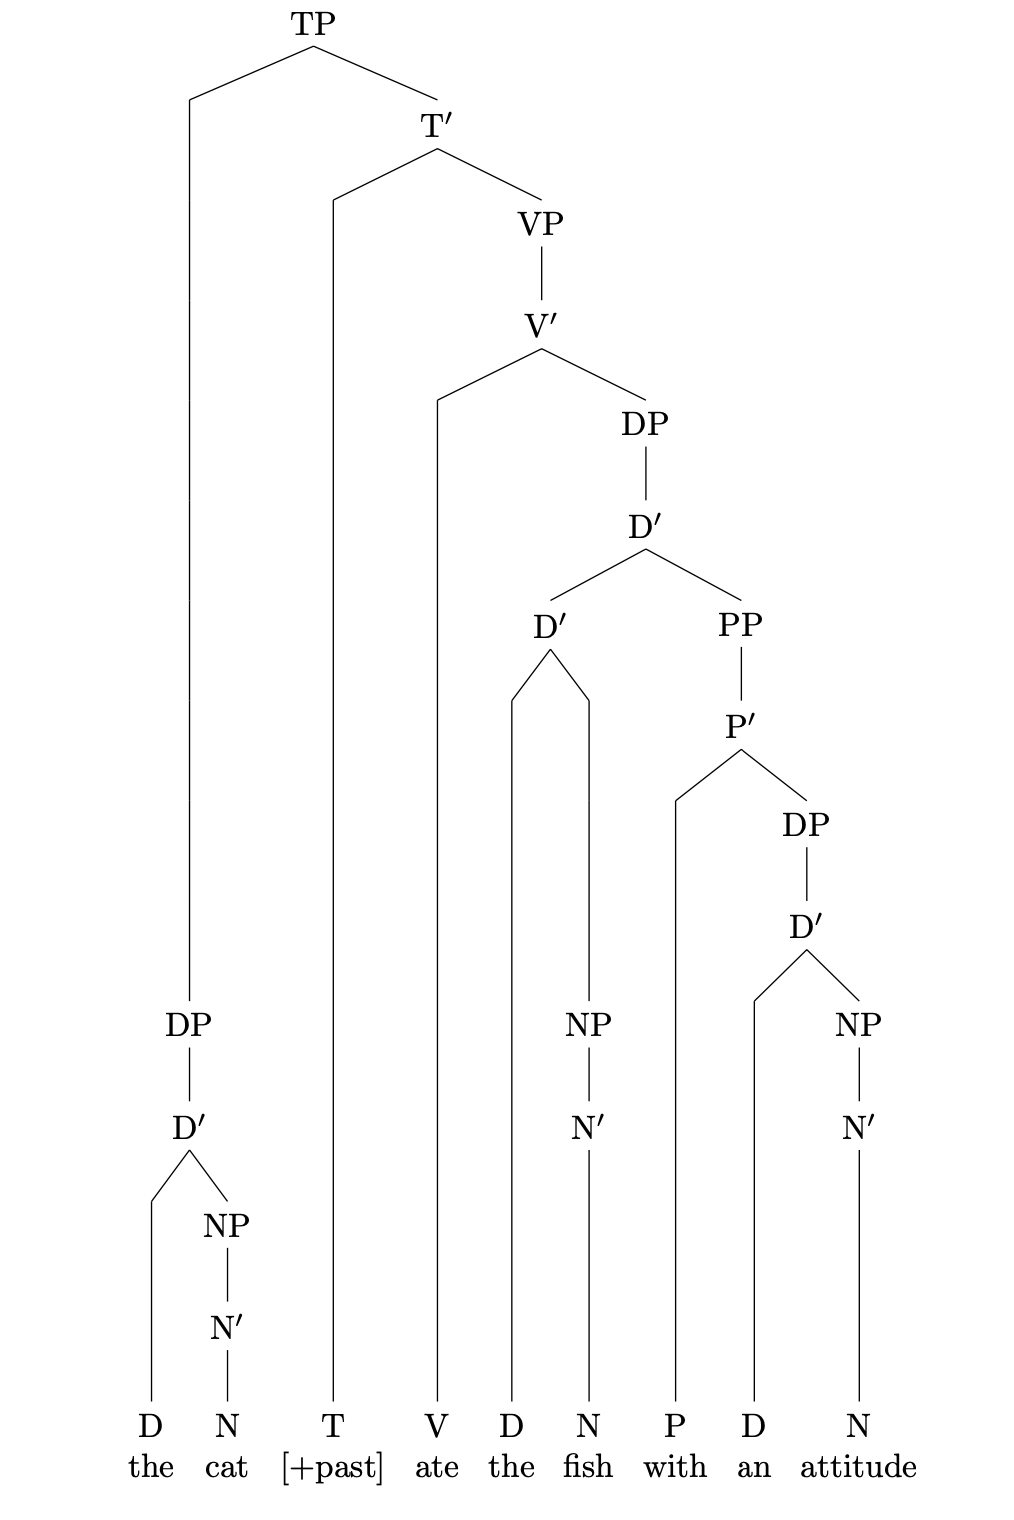 TP
T′
VP
V′
DP
D′
D′ PP
P′
DP
D′
DP NP NP
D′ N′ N′
NP
N′
D N T V D N P D N
the cat [+past] ate the fish with an attitude